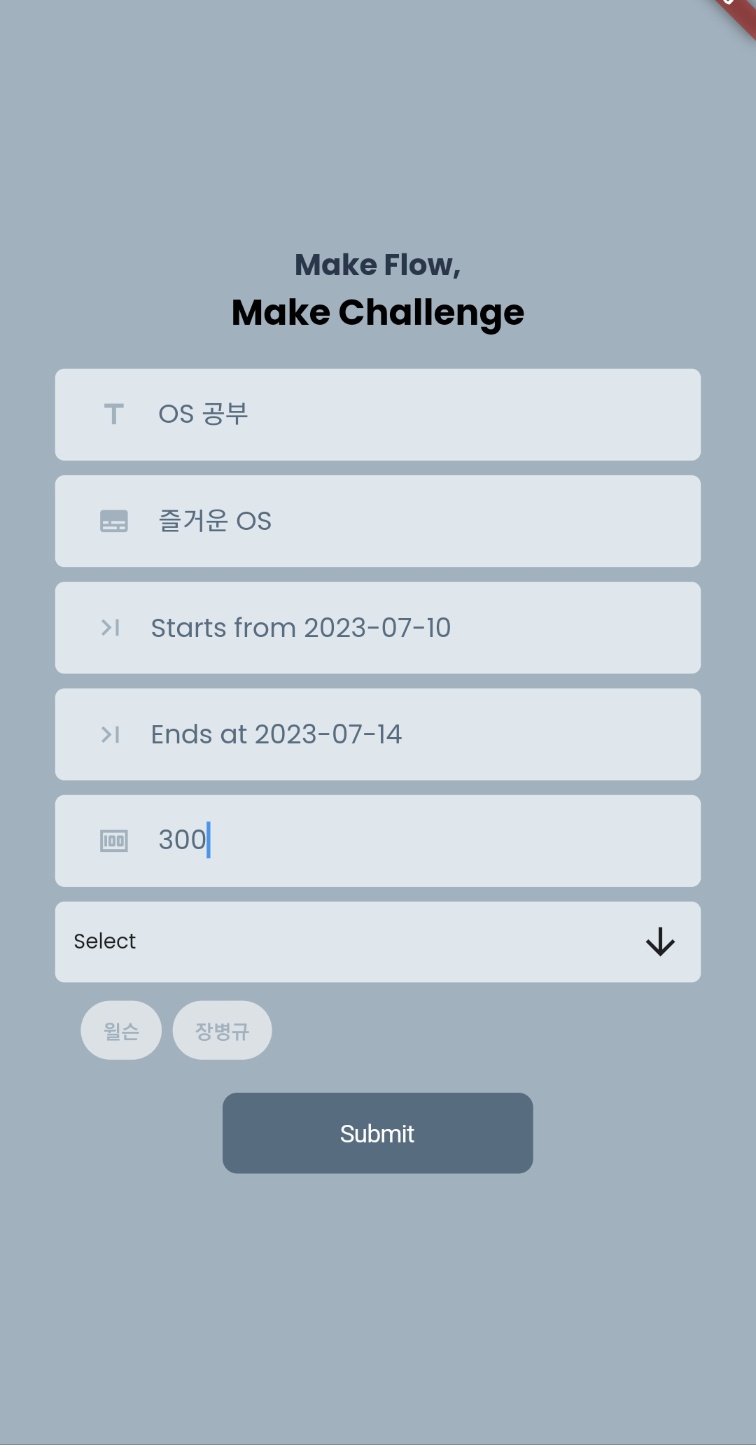 Make Flow,
Make Challenge
OS 공부
즐거운 OS
Starts from 2023-07-10
Ends at 2023-07-14
100
300
Select
윌슨 장병규
Submit